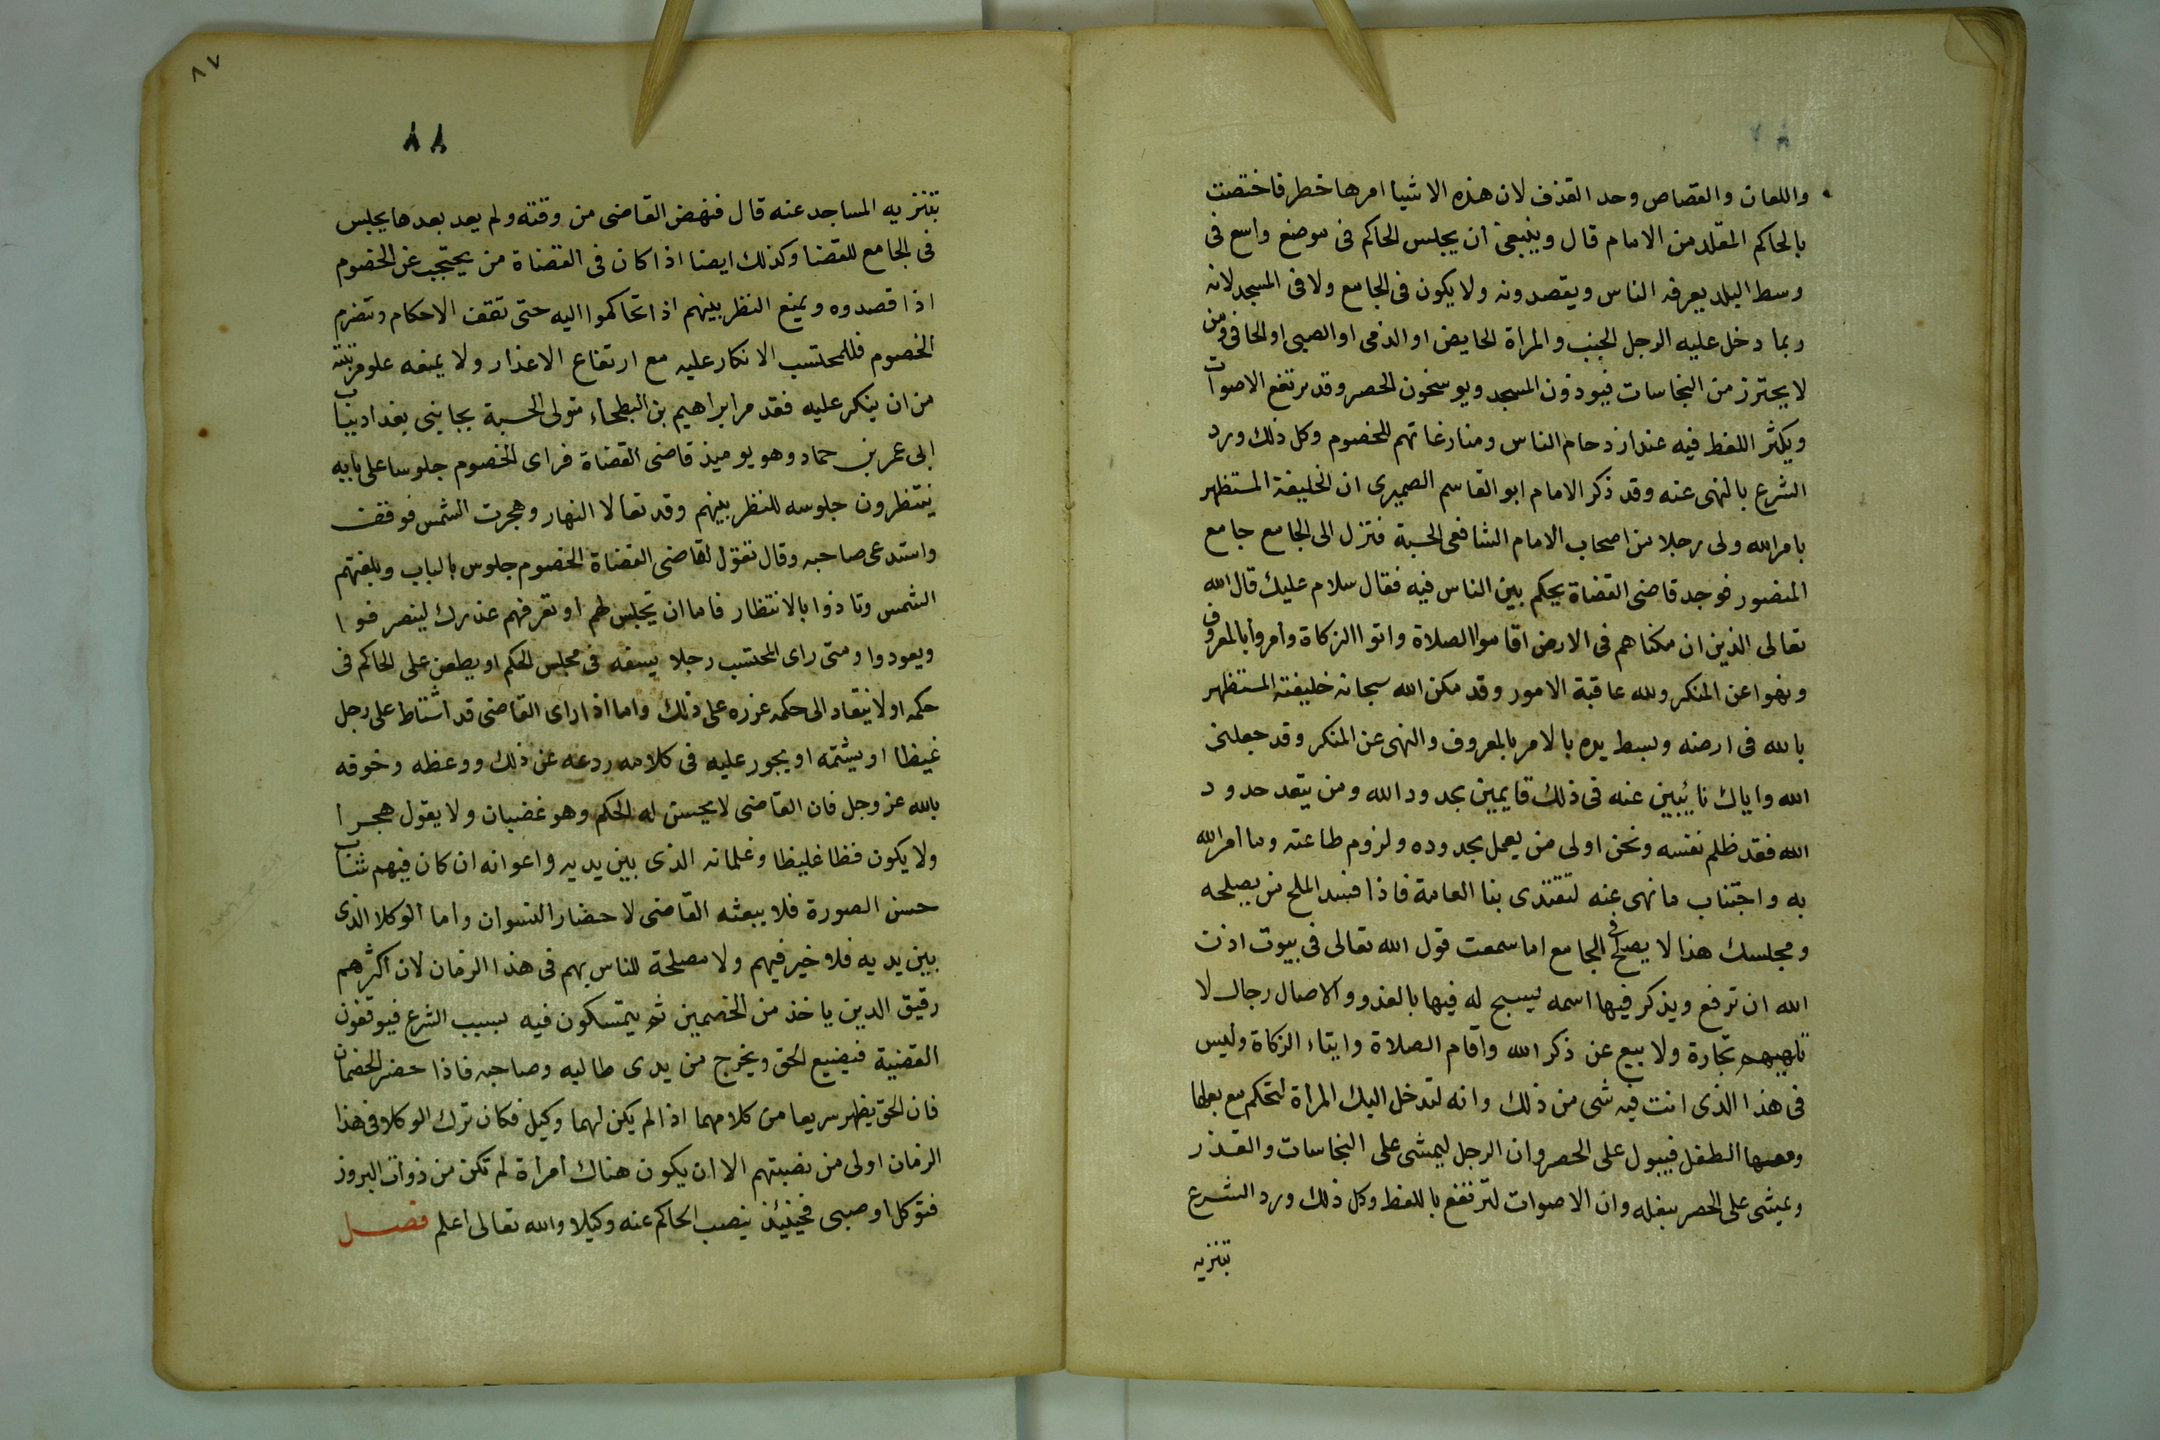 واللعان والقصاص وحد القذف لان هذه الاشيا امرها خطر فاختصت
بالحاكم المقلد من الامام قال وينبغى ان يجلس الحاكم فى موضع واسع فى
وسط البلد يعرفه الناس ويقصدونه ولا يكون فى الجامع ولا فى المسجد لانه
ربما دخل عليه الرجل الجنب والمراة الحايض او الذمى او الصبى او الحافى ومن
لا يحترز من النجاسات فيوذون المسجد ويوسخون الحصر وقد ترتفع الاصوات
ويكثر اللغط فيه عند ازدحام الناس ومنازعاتهم للخصوم وكل ذلك ورد
الشرع بالنهى عنه وقد ذكر الامام ابو القاسم الصميرى ان الخليفة المستظهر
بامر الله ولى رجلا من اصحاب الامام الشافعى الحسبة فنزل الى الجامع جامع
المنصور فوجد قاضى القضاة يحكم بين الناس فيه فقال سلام عليك قال الله
تعالى الذين ان مكناهم فى الارض اقاموا الصلاة واتوا الزكاة وأمروا بالمعروف
ونهوا عن المنكر ولله عاقبة الامور وقد مكن الله سبحانه خليفته المستظهر
بالله فى ارضه وبسط يده بالامر بالمعروف والنهى عن المنكر وقد جعلنى
الله واياك نائبين عنه فى ذلك قايمين بحدود الله ومن يتعد حدود
الله فقد ظلم نفسه ونحن اولى من يعمل بحدوده ولزوم طاعته وما امر الله
به واجتناب ما نهى عنه لتقتدى بنا العامة فاذا فسد الملح من يصلحه
ومجلسك هذا لا يصلح فى الجامع اما سمعت قول الله تعالى فى بيوت اذن
الله ان ترفع ويذكر فيها اسمه يسبح له فيها بالغدو والاصال رجال لا
تلهيهم تجارة ولا بيع عن ذكر الله واقام الصلاة وايتاء الزكاة وليس
فى هذا الذى انت فيه شى من ذلك وانه لتدخل اليك المرأة لتحكم مع بعلها
ومعها الطفل فيبول على الحصر وان الرجل ليمشى على النجاسات والقذر
ويمشى على الحصر بنعله وان الاصوات لترتفع باللغط وكل ذلك ورد الشرع
تنزيه
٨٧
٨٨
بتنزيه المساجد عنه قال فنهض القاضى من وقته ولم يعد بعدها يجلس
فى الجامع للقضا وكذلك ايضا اذا كان فى القضاة من يحتجب عن الخصوم
اذا قصدوه ويمنع النظر بينهم اذا تحاكموا اليه حتى تقف الاحكام وتتضرم
الخصوم فللمحتسب الانكار عليه مع ارتفاع الاعذار ولا يمنعه علو مرتبته
من ان ينكر عليه فقد مر ابراهيم بن البطحاء متولى الحسبة بجانبى بغداد بباب
ابى عمر بن حماد وهو يوميذ قاضى القضاة فراى الخصوم جلوسا على بابه
ينتظرون جلوسه للنظر بينهم وقد تعالا النهار وهجرت الشمس فوقف
واستدعى صاحبه وقال تقول لقاضى القضاة الخصوم جلوس بالباب وبلغتهم
الشمس وتاذوا بالانتظار فاما ان تجلس لهم او تعرفهم عذرك لينصرفوا
ويعودوا ومتى راى المحتسب رجلا يسفه فى مجلس الحكم او يطعن على الحاكم فى
حكمه او لا ينقاد الى حكمه عزره على ذلك واما اذا راى القاضى قد اشتاط على رجل
غيظا او يشتمه او يجور عليه فى كلامه ردعه عن ذلك ووعظه وخوفه
بالله عز وجل فان القاضى لا يحسن له الحكم وهو غضبان ولا يقول هجرا
ولا يكون فظا غليظا وغلمانه الذى بين يديه واعوانه ان كان فيهم شاب
حسن الصورة فلا يبعثه القاضى لاحضار النسوان واما الوكلا الذى
بين يديه فلا خير فيهم ولا مصلحة للناس بهم فى هذا الزمان لان اكثرهم
رقيق الدين ياخذ من الخصمين ثم يتمسكون فيه بسبب الشرع فيوقفون
القضية فيضيع الحق ويخرج من يدى طالبه وصاحبه فاذا حضر الخصمان
فان الحق يظهر سريعا من كلامهما اذا لم يكن لهما وكيل فكان ترك الوكلا فى هذا
الزمان اولى من نصبتهم الا ان يكون هناك امرأة لم تكن من ذوات البروز
فتوكل او صبى فحينئذ ينصب الحاكم عنه وكيلا والله تعالى اعلم فصل